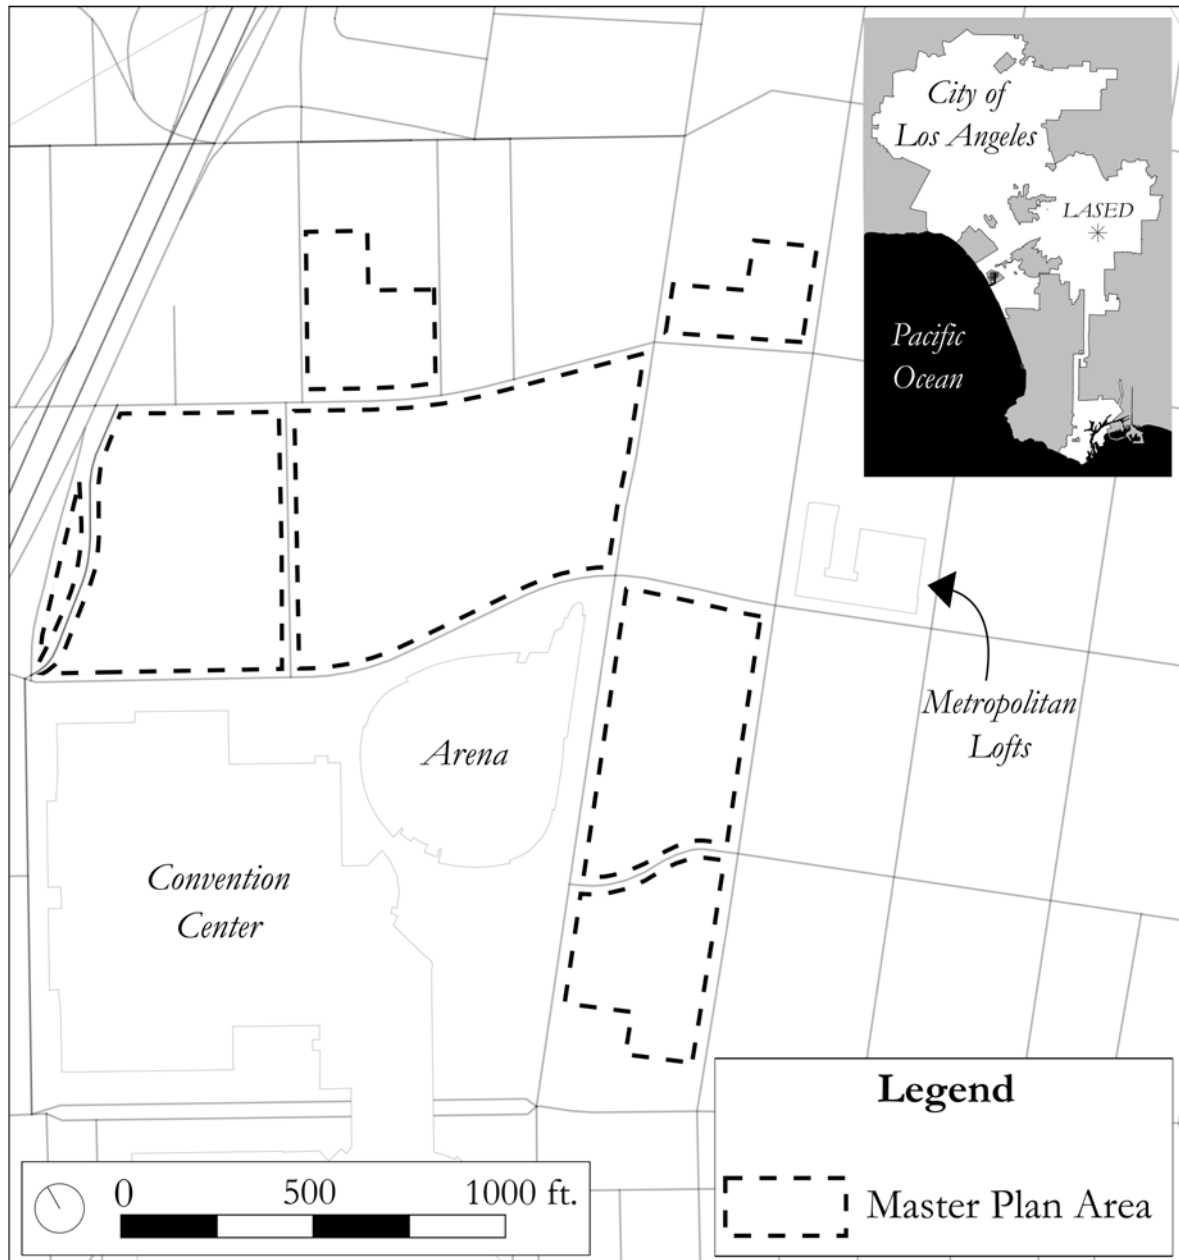 City of
Los Angeles
LASED
Pacific
Ocean
Metropolitan
Lofts
Arena
Convention
Center
Legend
Master Plan Area
0 500 1000 ft.